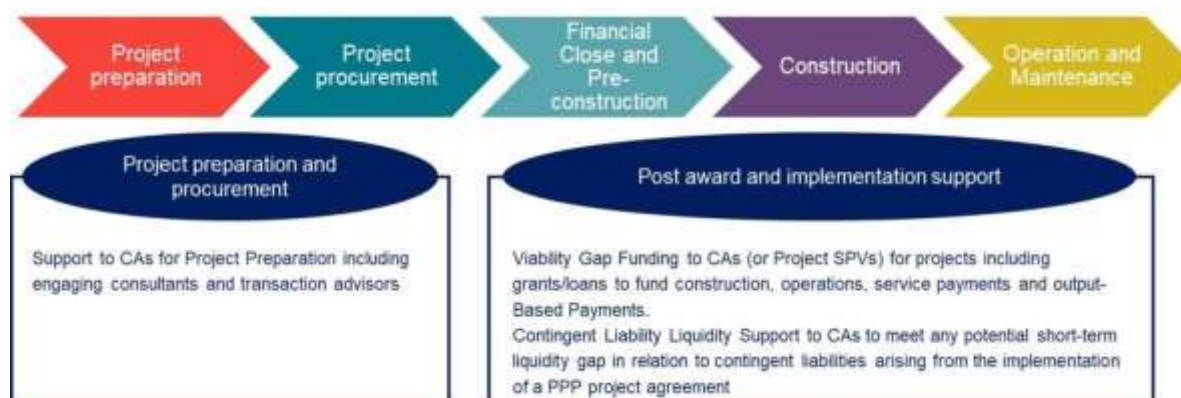 Project
preparation
Project
procurement
Financial
Close and
Pre-
construction
Construction
Operation and
Maintenance
Project preparation and
procurement
Support to CAs for Project Preparation including
engaging consultants and transaction advisors
Post award and implementation support
Viability Gap Funding to CAs (or Project SPVs) for projects including
grants/loans to fund construction, operations, service payments and output-
Based Payments.
Contingent Liability Liquidity Support to CAs to meet any potential short-term
liquidity gap in relation to contingent liabilities arising from the implementation
of a PPP project agreement